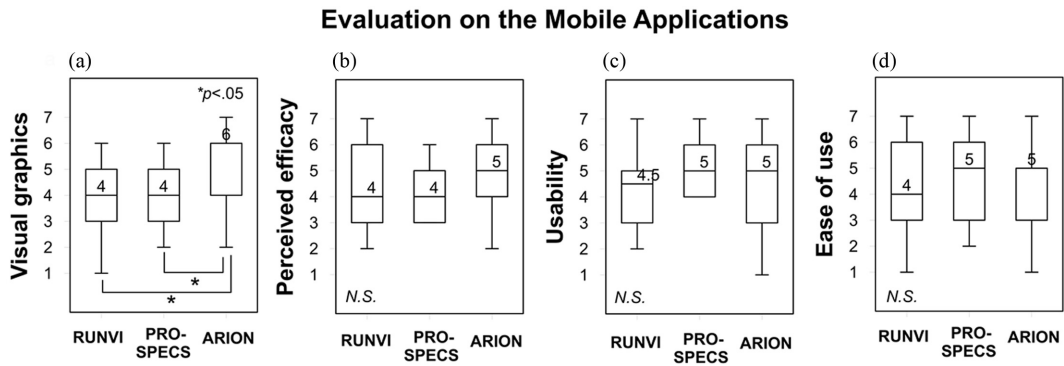 Evaluation on the Mobile Applications
(a)
Visual graphics
*p<.05
7
6
5
4
3
2
1
4
4
6
*
*
RUNVI
PRO-
SPECS
ARION
(b)
Perceived efficacy
7
6
5
4
3
2
1
4
4
5
N.S.
RUNVI
PRO-
SPECS
ARION
(c)
Usability
7
6
5
4
3
2
1
4.5
5
5
N.S.
RUNVI
PRO-
SPECS
ARION
(d)
Ease of use
7
6
5
4
3
2
1
4
5
5
N.S.
RUNVI
PRO-
SPECS
ARION